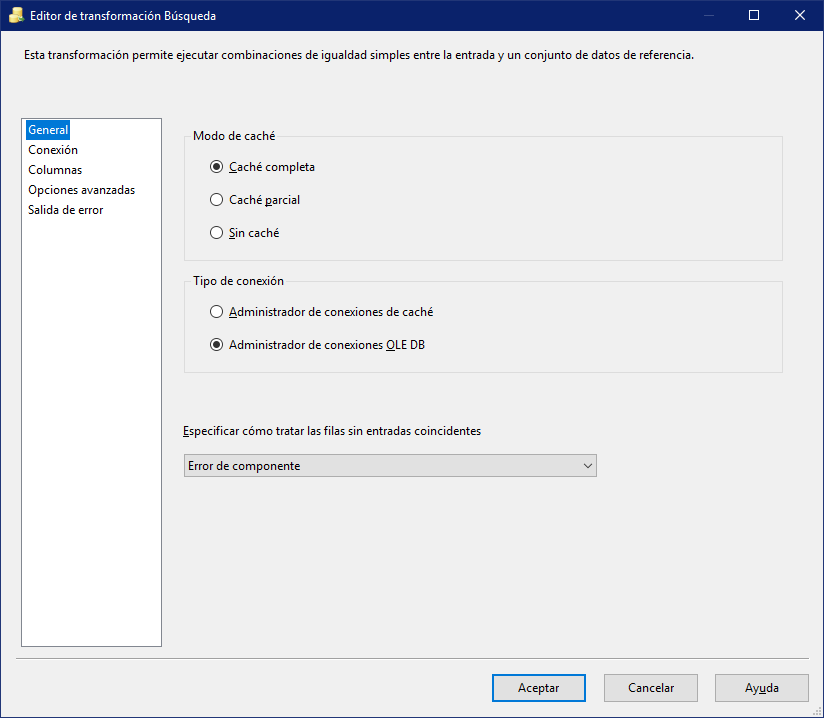 Editor de transformación Búsqueda
Esta transformación permite ejecutar combinaciones de igualdad simples entre la entrada y un conjunto de datos de referencia.
General
Conexión
Columnas
Opciones avanzadas
Salida de error
Modo de caché
Caché completa
Caché parcial
Sin caché
Tipo de conexión
Administrador de conexiones de caché
Administrador de conexiones OLE DB
Especificar cómo tratar las filas sin entradas coincidentes
Error de componente
Aceptar
Cancelar
Ayuda